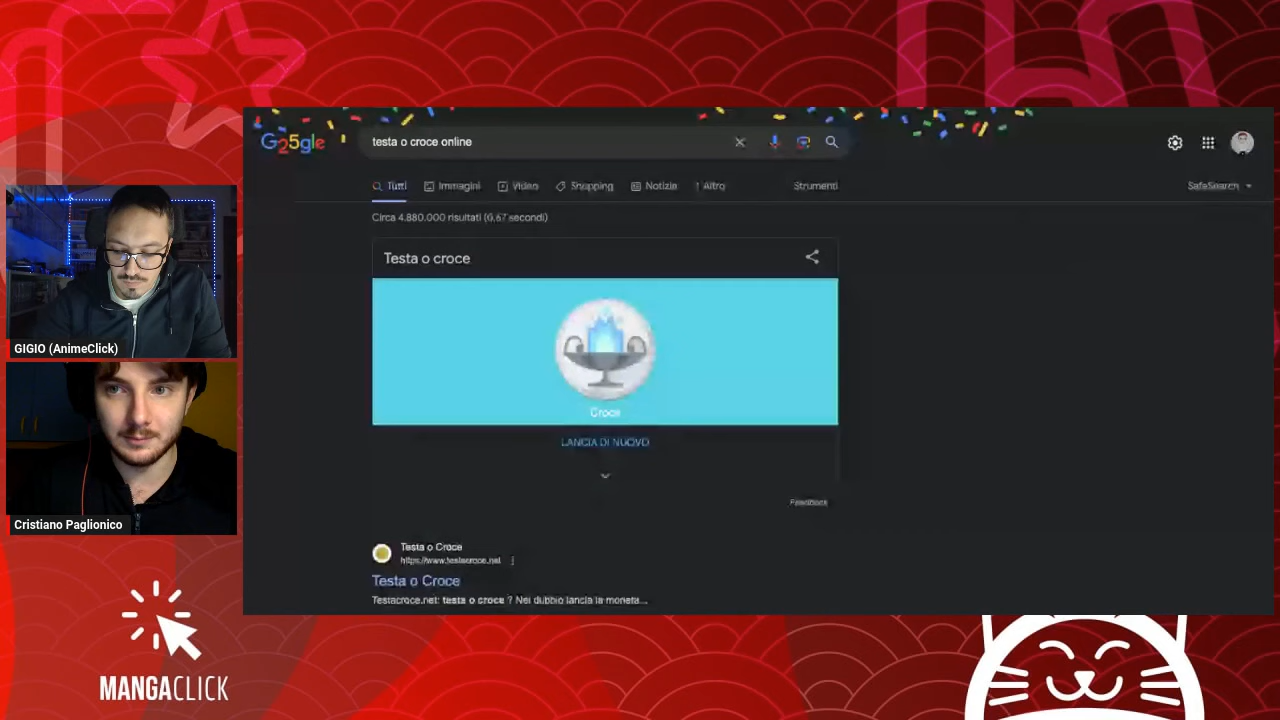 G25gle
testa o croce online
Tutti Immagini Video Shopping Notizie Altro Strumenti SafeSearch
Circa 4.880.000 risultati (0,67 secondi)
Testa o croce
Croce
LANCIA DI NUOVO
Feedback
Testa o Croce
https://www.testacroce.net
Testa o Croce
Testacroce.net: testa o croce ? Nel dubbio lancia la moneta...
GIGIO (AnimeClick)
Cristiano Paglionico
MANGACLICK